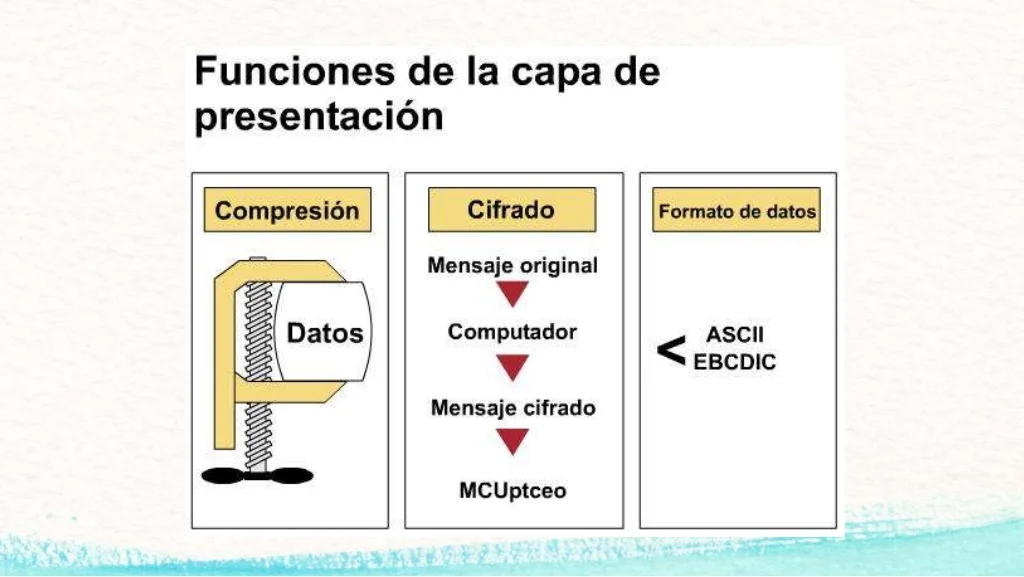 Funciones de la capa de
presentación
Compresión
Datos
Cifrado
Mensaje original
Computador
Mensaje cifrado
MCUptceo
Formato de datos
<
ASCII
EBCDIC